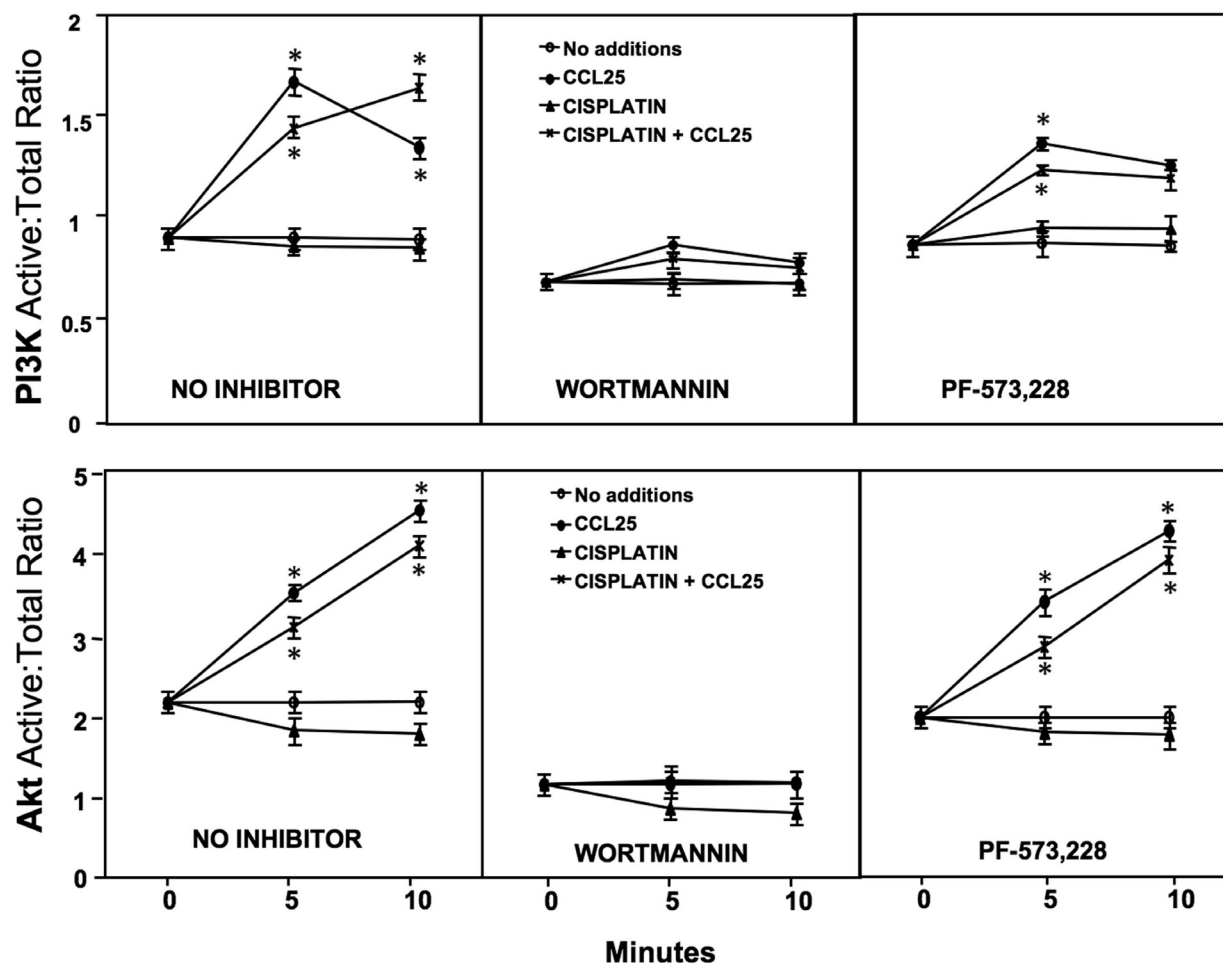 PI3K Active:Total Ratio
2
1.5
1
0.5
0
* * * *
NO INHIBITOR
No additions
CCL25
CISPLATIN
CISPLATIN + CCL25
WORTMANNIN
* *
PF-573,228
Akt Active:Total Ratio
5
4
3
2
1
0
* * * *
NO INHIBITOR
No additions
CCL25
CISPLATIN
CISPLATIN + CCL25
WORTMANNIN
* * * *
PF-573,228
0 5 10 0 5 10 0 5 10
Minutes